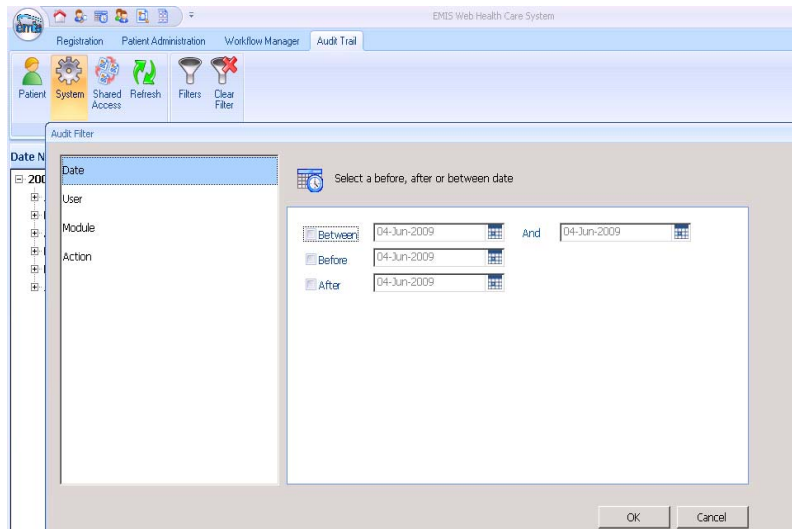 emis
EMIS Web Health Care System
Registration Patient Administration Workflow Manager Audit Trail
Patient System Shared Access Refresh Filters Clear Filter
Audit Filter
Date N
200
Date
User
Module
Action
Select a before, after or between date
Between 04-Jun-2009 And 04-Jun-2009
Before 04-Jun-2009
After 04-Jun-2009
OK Cancel